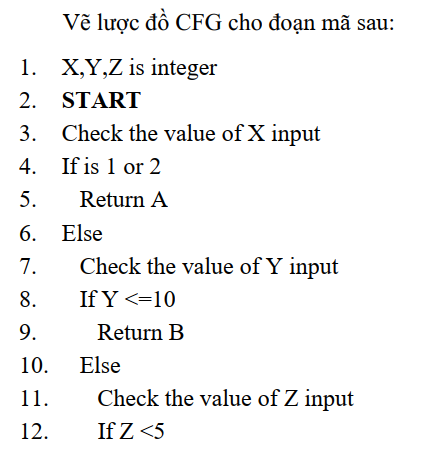 Vẽ lược đồ CFG cho đoạn mã sau:
1. X,Y,Z is integer
2. START
3. Check the value of X input
4. If is 1 or 2
5. Return A
6. Else
7. Check the value of Y input
8. If Y <=10
9. Return B
10. Else
11. Check the value of Z input
12. If Z <5